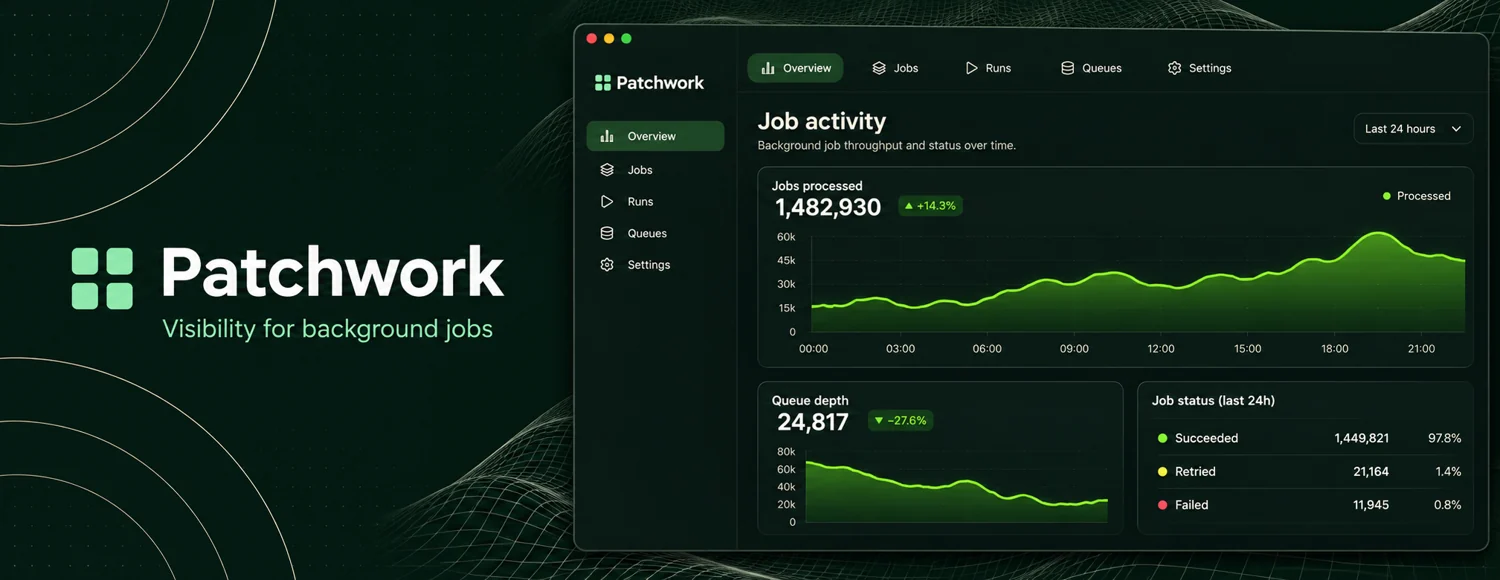 Patchwork
Visibility for background jobs
Patchwork
Overview
Jobs
Runs
Queues
Settings
Overview Jobs Runs Queues Settings
Job activity
Background job throughput and status over time.
Last 24 hours
Jobs processed
1,482,930 +14.3%
Processed
60k
45k
30k
15k
0
00:00 03:00 06:00 09:00 12:00 15:00 18:00 21:00
Queue depth
24,817 −27.6%
80k
60k
40k
20k
0
Job status (last 24h)
Succeeded 1,449,821 97.8%
Retried 21,164 1.4%
Failed 11,945 0.8%